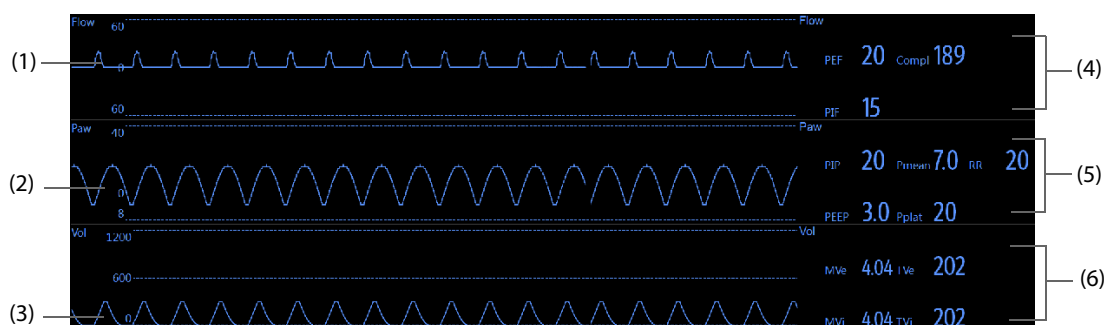 Flow 60 Flow
(1) 0 PEF 20 Compl 189 (4)
60 PIF 15
Paw 40 Paw
(2) 0 PIP 20 Pmean 7.0 RR 20 (5)
8 PEEP 3.0 Pplat 20
Vol 1200 Vol
600 MVe 4.04 TVe 202 (6)
(3) 0 MVi 4.04 TVi 202